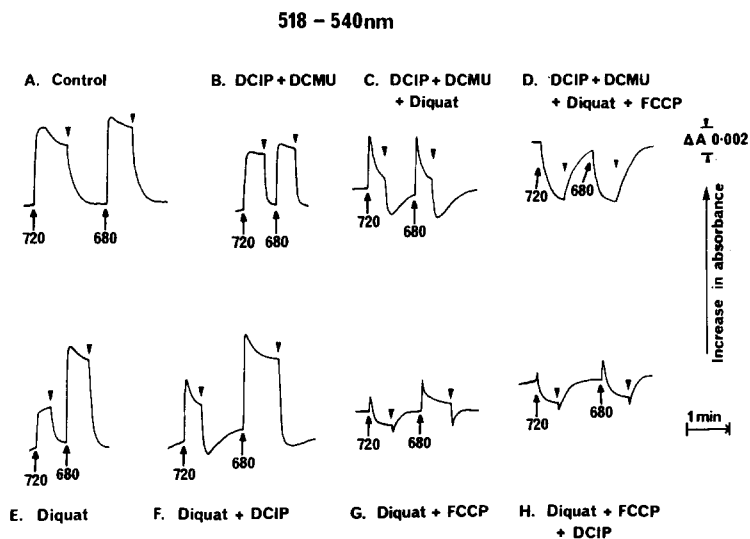 518 – 540nm
A. Control
B. DCIP + DCMU
C. DCIP + DCMU
+ Diquat
D. DCIP + DCMU
+ Diquat + FCCP
ΔA 0·002
Increase in absorbance
720
680
720
680
720
680
720
680
720
680
720
680
720
680
720
680
1 min
E. Diquat
F. Diquat + DCIP
G. Diquat + FCCP
H. Diquat + FCCP
+ DCIP